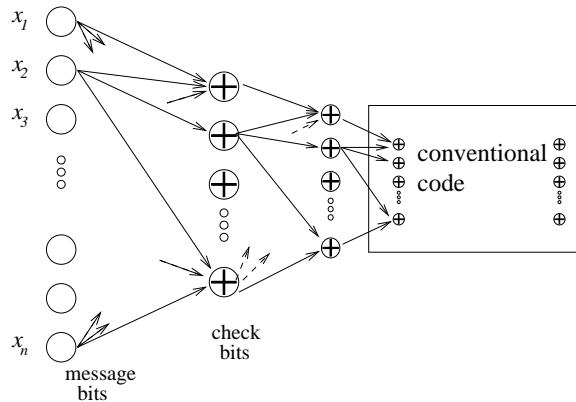 x1
x2
x3
xn
message
bits
check
bits
conventional
code